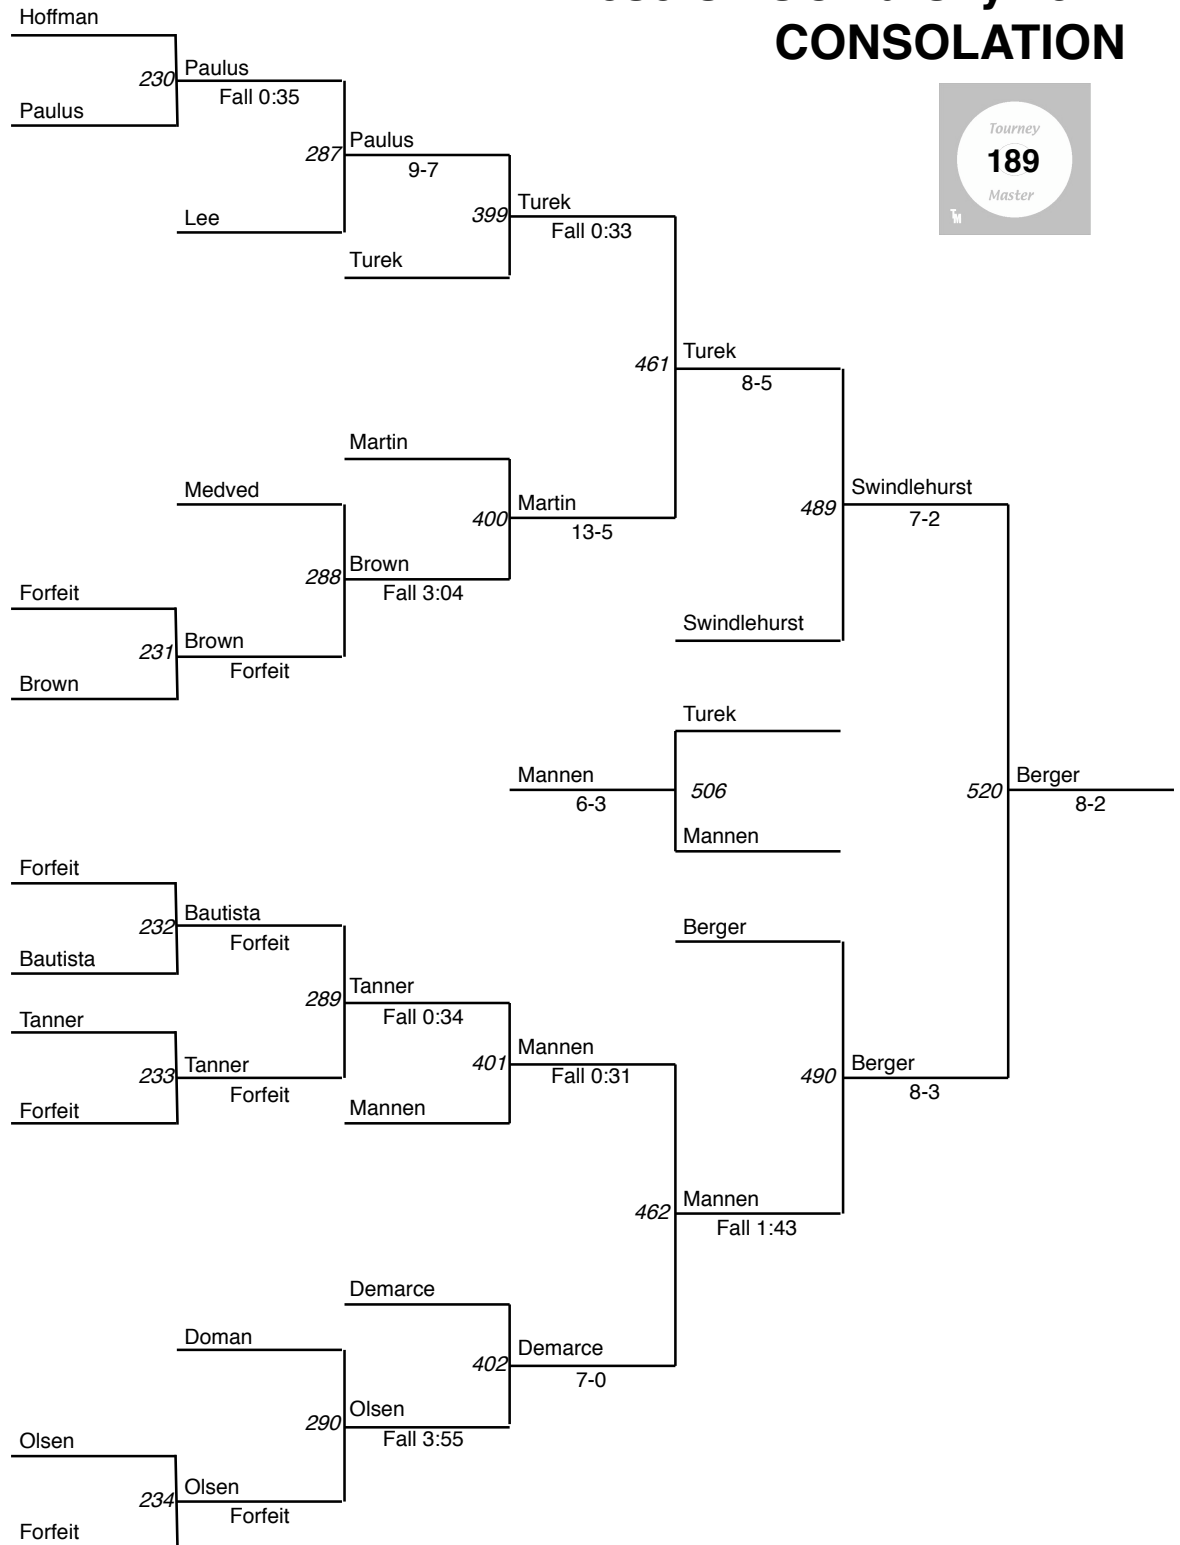 CONSOLATION
Tourney
189
Master
TM
Hoffman
230
Paulus
Fall 0:35
Paulus
287
Paulus
9-7
Lee
399
Turek
Fall 0:33
Turek
461
Turek
8-5
Martin
Medved
400
Martin
13-5
489
Swindlehurst
7-2
288
Brown
Fall 3:04
Forfeit
231
Brown
Forfeit
Brown
Swindlehurst
Turek
Mannen
6-3
506
520
Berger
8-2
Mannen
Forfeit
232
Bautista
Forfeit
Bautista
Berger
289
Tanner
Fall 0:34
Tanner
233
Tanner
Forfeit
401
Mannen
Fall 0:31
490
Berger
8-3
Forfeit
Mannen
462
Mannen
Fall 1:43
Demarce
Doman
402
Demarce
7-0
290
Olsen
Fall 3:55
Olsen
234
Olsen
Forfeit
Forfeit